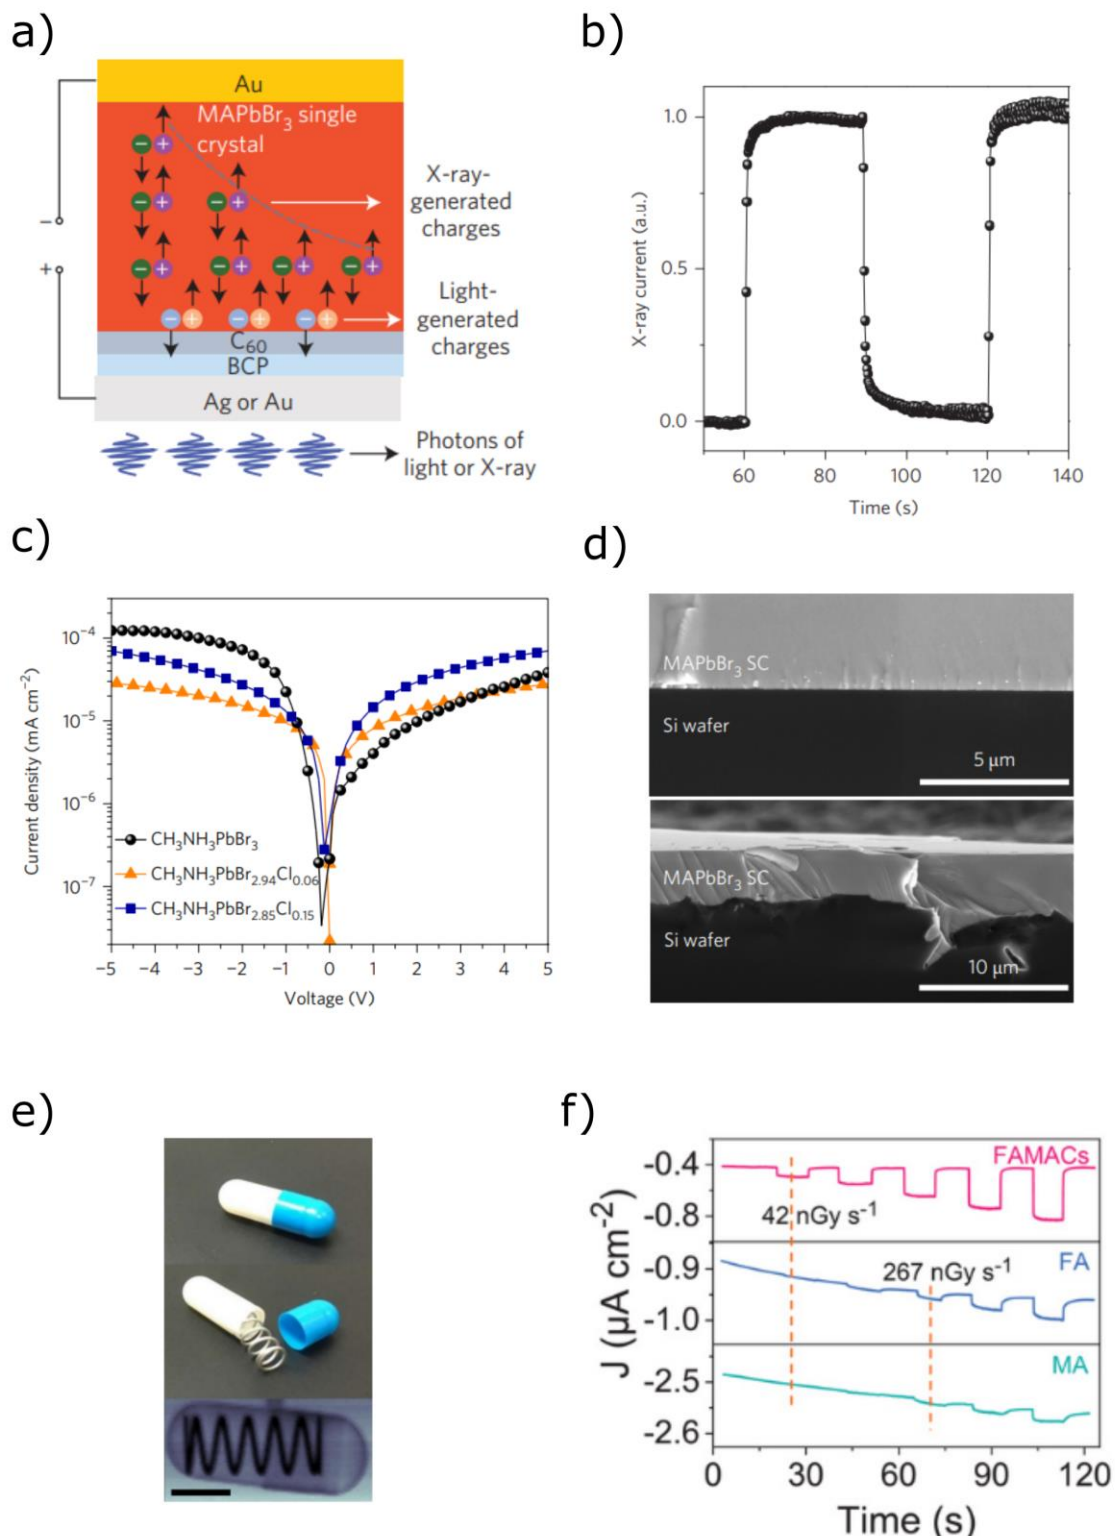 a)
Au
MAPbBr₃ single
crystal
X-ray-
generated
charges
−
+
Light-
generated
charges
C₆₀
BCP
Ag or Au
Photons of
light or X-ray
b)
X-ray current (a.u.)
1.0
0.5
0.0
60 80 100 120 140
Time (s)
c)
Current density (mA cm⁻²)
10⁻⁴
10⁻⁵
10⁻⁶
10⁻⁷
CH₃NH₃PbBr₃
CH₃NH₃PbBr₂.₉₄Cl₀.₀₆
CH₃NH₃PbBr₂.₈₅Cl₀.₁₅
−5 −4 −3 −2 −1 0 1 2 3 4 5
Voltage (V)
d)
MAPbBr₃ SC
Si wafer
5 μm
MAPbBr₃ SC
Si wafer
10 μm
e)
f)
J (μA cm⁻²)
FAMACs
-0.4
-0.8
42 nGy s⁻¹
FA
-0.9
267 nGy s⁻¹
-1.0
MA
-2.5
-2.6
0 30 60 90 120
Time (s)